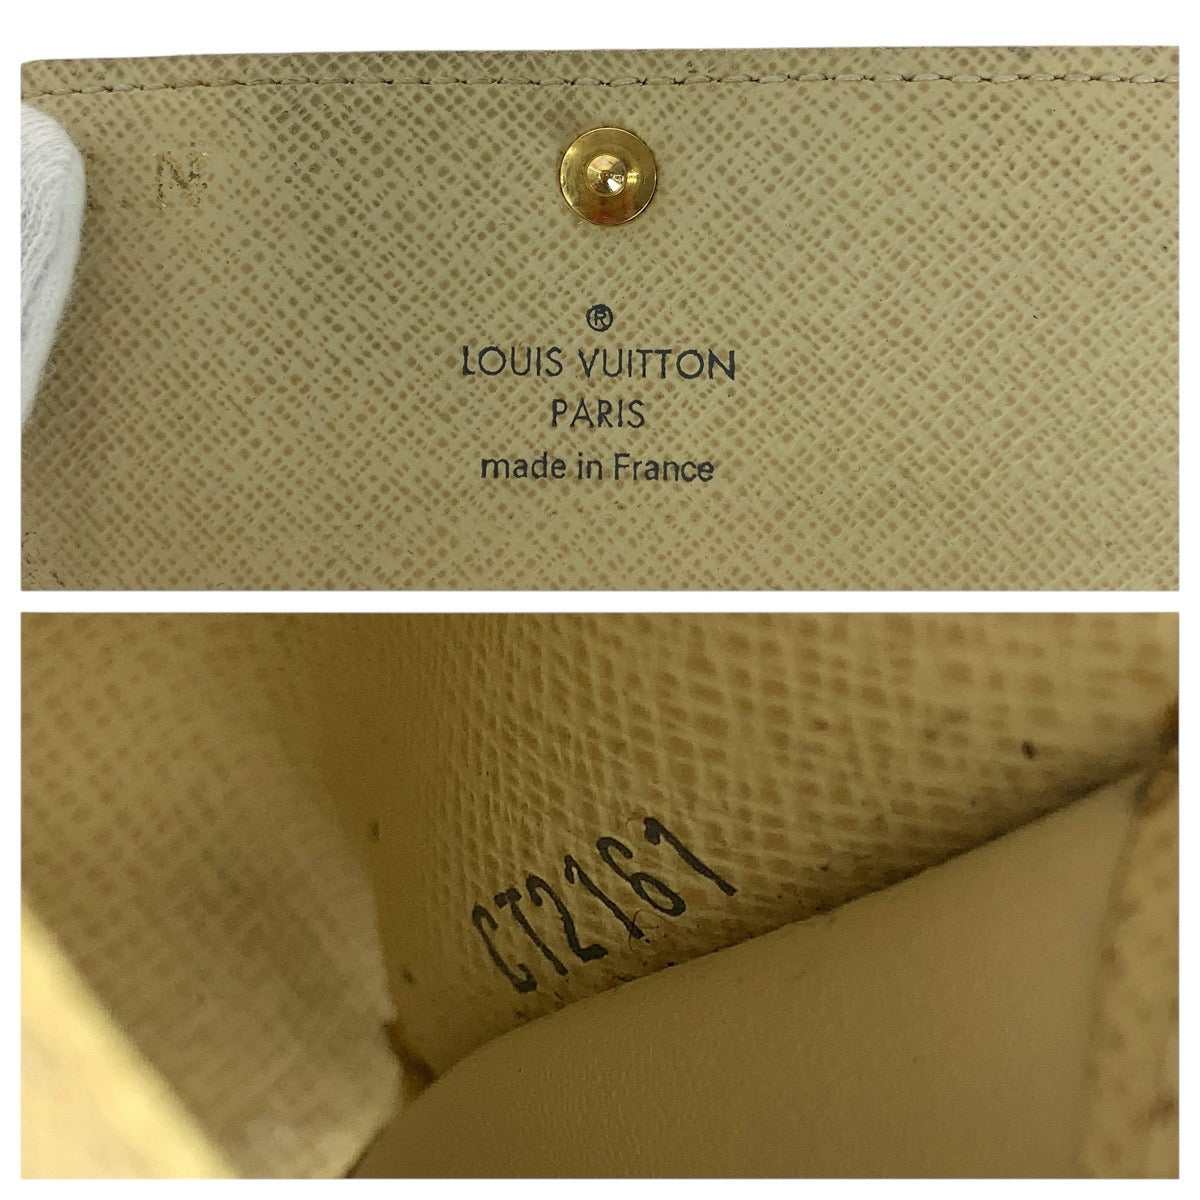 ®
LOUIS VUITTON
PARIS
made in France
CT2161